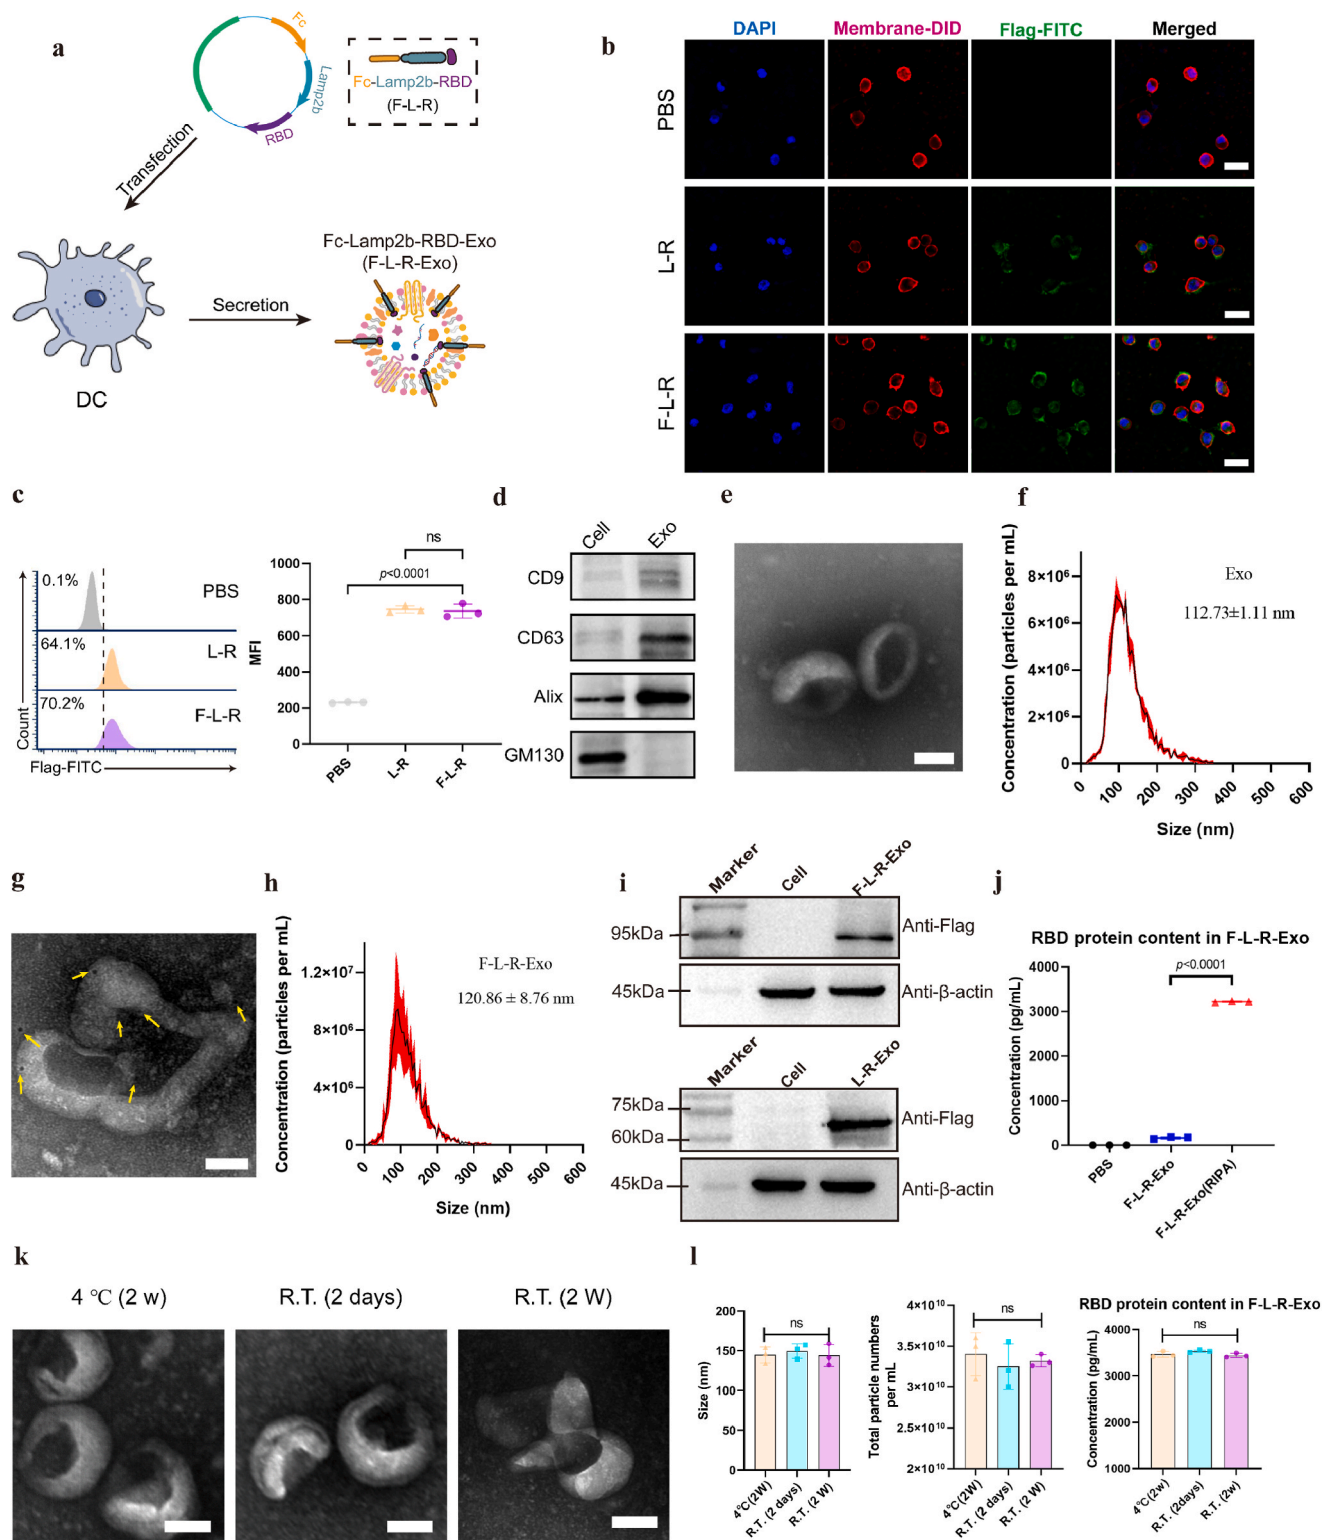 a
Fc
Lamp2b
RBD
Fc-Lamp2b-RBD
(F-L-R)
Transfection
DC
Secretion
Fc-Lamp2b-RBD-Exo
(F-L-R-Exo)
b
DAPI
Membrane-DID
Flag-FITC
Merged
PBS
L-R
F-L-R
c
0.1%
PBS
64.1%
L-R
70.2%
F-L-R
Count
Flag-FITC
MFI
1000
800
600
400
200
0
ns
p<0.0001
PBS
L-R
F-L-R
d
Cell
Exo
CD9
CD63
Alix
GM130
e
f
Concentration (particles per mL)
8×10⁶
6×10⁶
4×10⁶
2×10⁶
0
Exo
112.73±1.11 nm
0
100
200
300
400
500
600
Size (nm)
g
h
Concentration (particles per mL)
1.2×10⁷
8×10⁶
4×10⁶
0
F-L-R-Exo
120.86 ± 8.76 nm
0
100
200
300
400
500
600
Size (nm)
i
Marker
Cell
F-L-R-Exo
95kDa
Anti-Flag
45kDa
Anti-β-actin
Marker
Cell
L-R-Exo
75kDa
60kDa
Anti-Flag
45kDa
Anti-β-actin
j
RBD protein content in F-L-R-Exo
Concentration (pg/mL)
4000
3000
2000
1000
0
p<0.0001
PBS
F-L-R-Exo
F-L-R-Exo(RIPA)
k
4 °C (2 w)
R.T. (2 days)
R.T. (2 W)
l
Size (nm)
200
150
100
50
0
ns
4°C(2W)
R.T. (2 days)
R.T. (2 W)
Total particle numbers
per mL
4×10¹⁰
3.5×10¹⁰
3×10¹⁰
2.5×10¹⁰
2×10¹⁰
ns
4°C(2W)
R.T. (2 days)
R.T. (2 W)
RBD protein content in F-L-R-Exo
Concentration (pg/mL)
4000
3000
2000
1000
ns
4°C(2w)
R.T. (2days)
R.T. (2w)